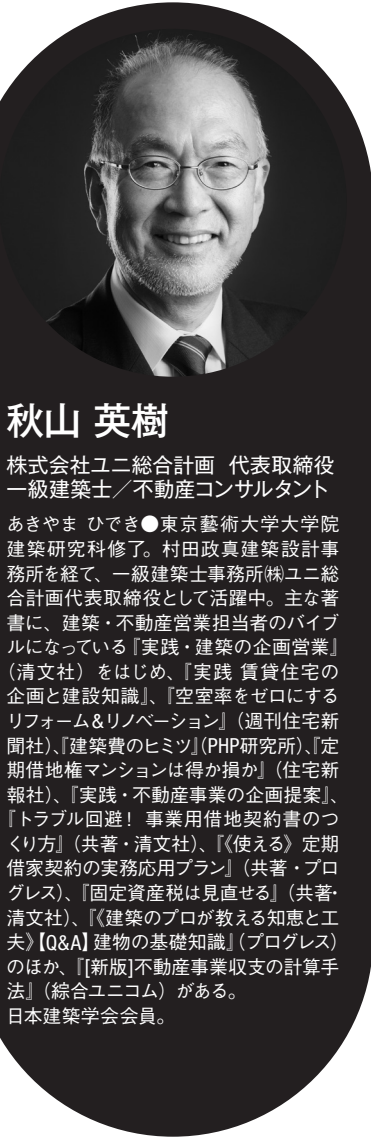 秋山 英樹
株式会社ユニ総合計画 代表取締役
一級建築士／不動産コンサルタント
あきやま ひでき●東京藝術大学大学院
建築研究科修了。村田政真建築設計事
務所を経て、一級建築士事務所㈱ユニ総
合計画代表取締役として活躍中。主な著
書に、建築・不動産営業担当者のバイブ
ルになっている『実践・建築の企画営業』
（清文社）をはじめ、『実践 賃貸住宅の
企画と建設知識』、『空室率をゼロにする
リフォーム&リノベーション』（週刊住宅新
聞社）、『建築費のヒミツ』（PHP研究所）、『定
期借地権マンションは得か損か』（住宅新
報社）、『実践・不動産事業の企画提案』、
『トラブル回避！ 事業用借地契約書のつ
くり方』（共著・清文社）、『《使える》定期
借家契約の実務応用プラン』（共著・プロ
グレス）、『固定資産税は見直せる』（共著・
清文社）、『《建築のプロが教える知恵と工
夫》【Q&A】建物の基礎知識』（プログレス）
のほか、『[新版]不動産事業収支の計算手
法』（綜合ユニコム）がある。
日本建築学会会員。